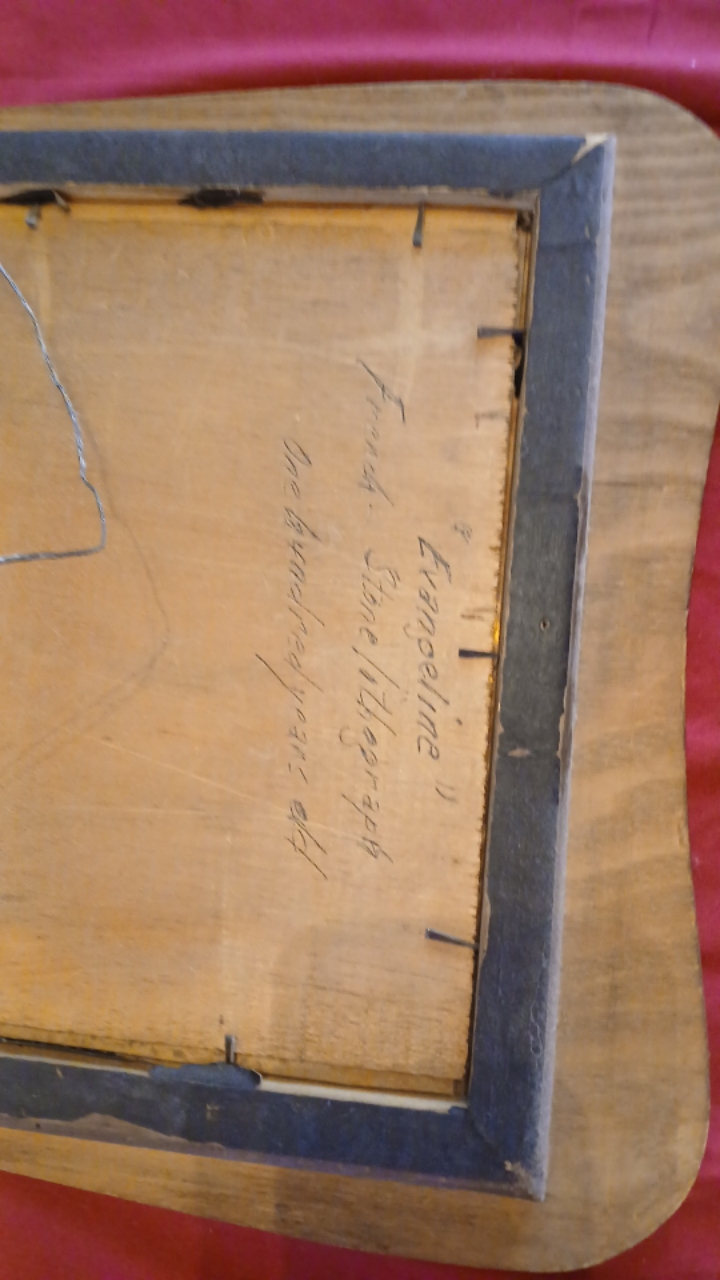 "Evangeline"
French Stone lithograph
One hundred years old